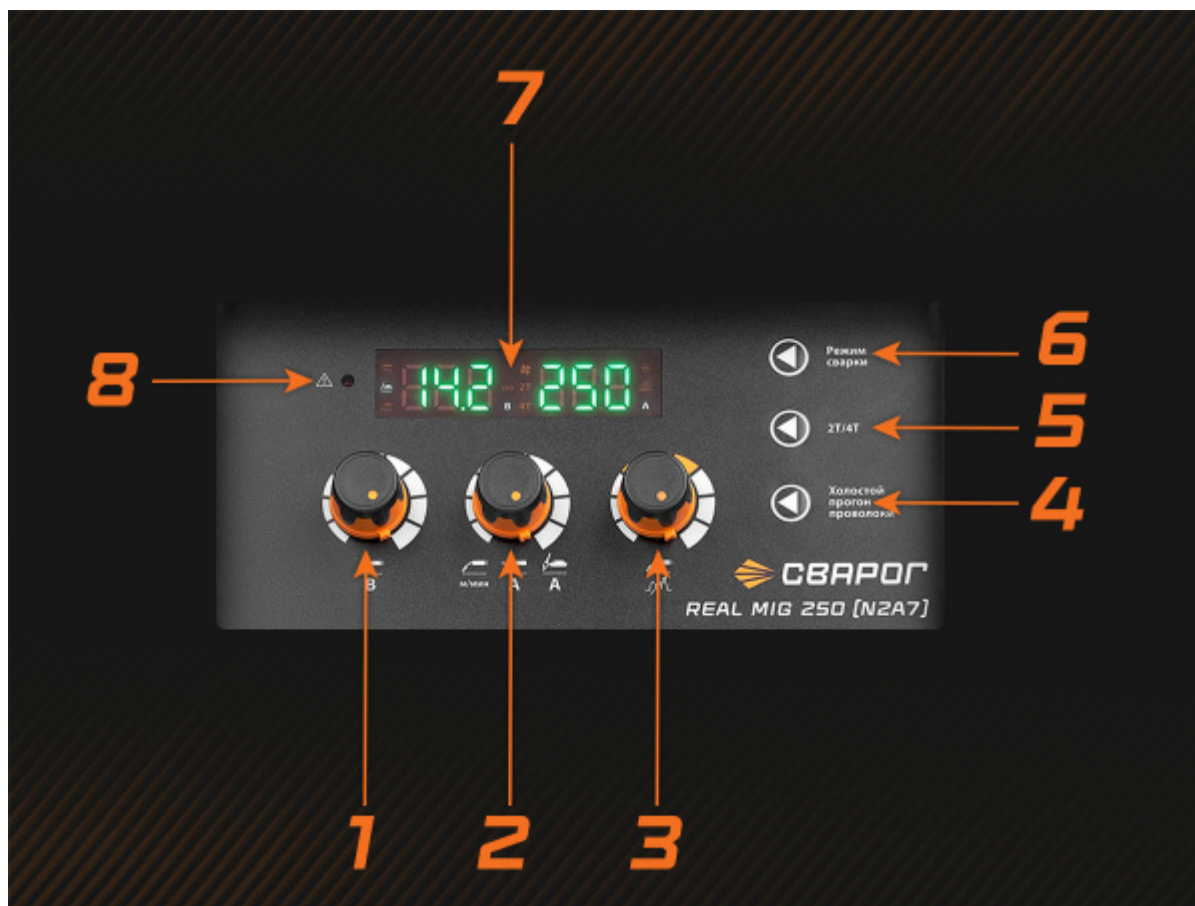 7
8
14.2
В
2Т
4Т
250
А
Режим
сварки
6
2Т/4Т
5
Холостой
прогон
проволоки
4
В
м/мин
А
А
СВАРОГ
REAL MIG 250 (N2A7)
1
2
3